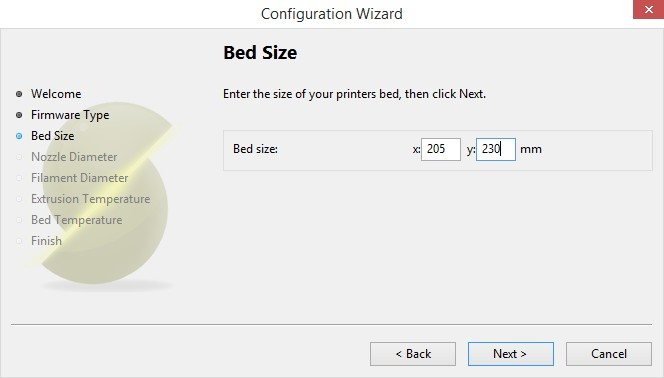 Configuration Wizard
Bed Size
Enter the size of your printers bed, then click Next.
Welcome
Firmware Type
Bed Size
Nozzle Diameter
Filament Diameter
Extrusion Temperature
Bed Temperature
Finish
Bed size: x: 205 y: 230 mm
< Back Next > Cancel